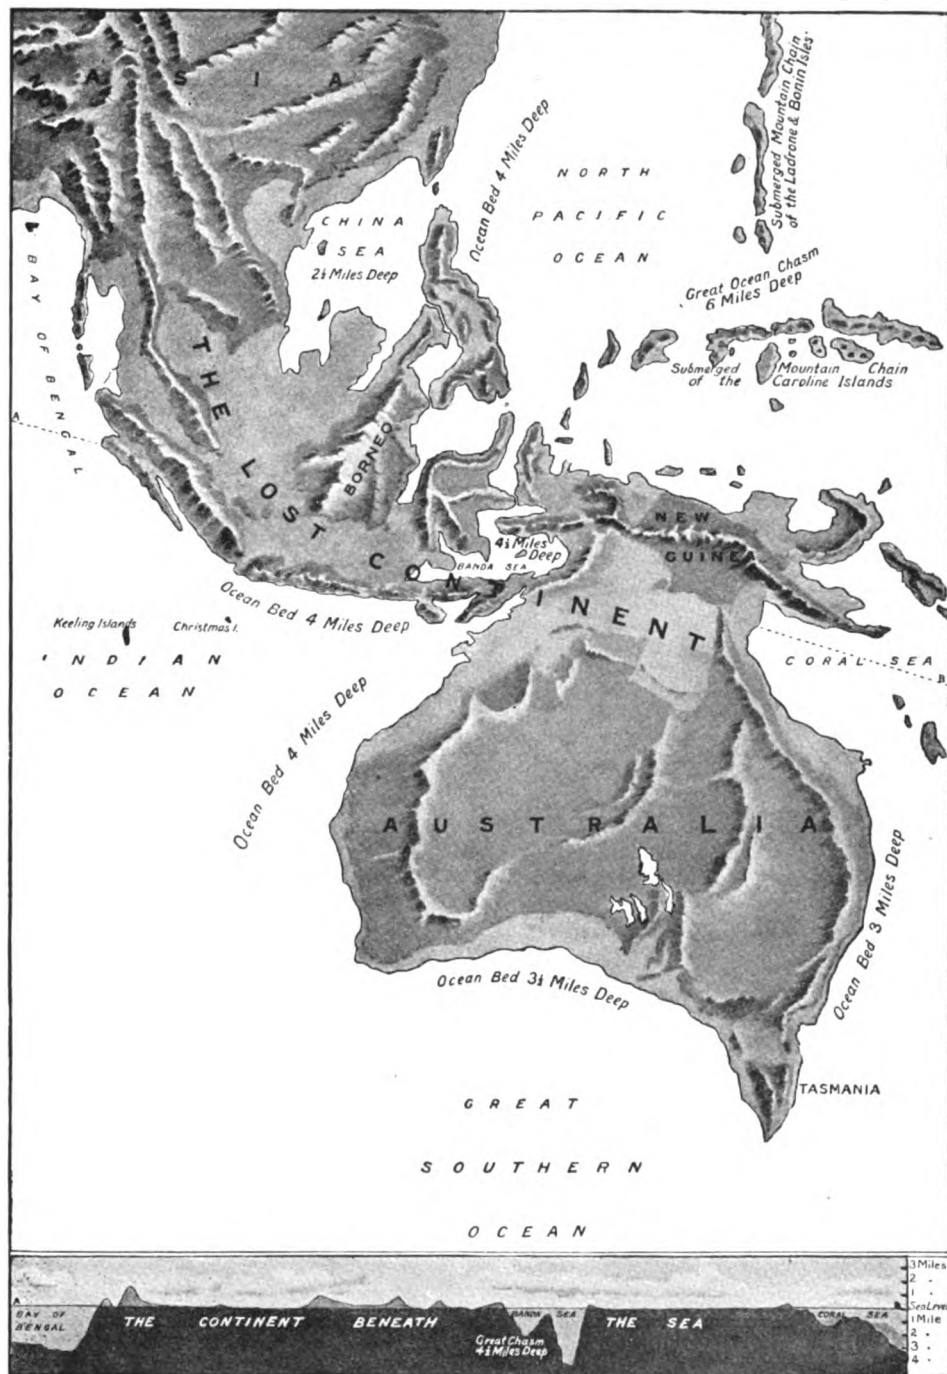 ASIA
Ocean Bed 4 Miles Deep
NORTH
PACIFIC
OCEAN
Submerged Mountain Chain
of the Ladrone & Bonin Isles.
CHINA
SEA
2½ Miles Deep
BAY OF BENGAL
Great Ocean Chasm
6 Miles Deep
Submerged Mountain Chain
of the Caroline Islands
A
THE LOST CONTINENT
BORNEO
NEW
GUINEA
4½ Miles
Deep
BANDA SEA
Ocean Bed 4 Miles Deep
Keeling Islands
Christmas I.
INDIAN
OCEAN
CORAL SEA
B
Ocean Bed 4 Miles Deep
AUSTRALIA
Ocean Bed 3 Miles Deep
Ocean Bed 3½ Miles Deep
TASMANIA
GREAT
SOUTHERN
OCEAN
3 Miles
2 "
1 "
A
Sea Level
BAY OF
BENGAL
THE CONTINENT BENEATH THE SEA
BANDA SEA
CORAL SEA
Great Chasm
4½ Miles Deep
1 Mile
2 "
3 "
4 "